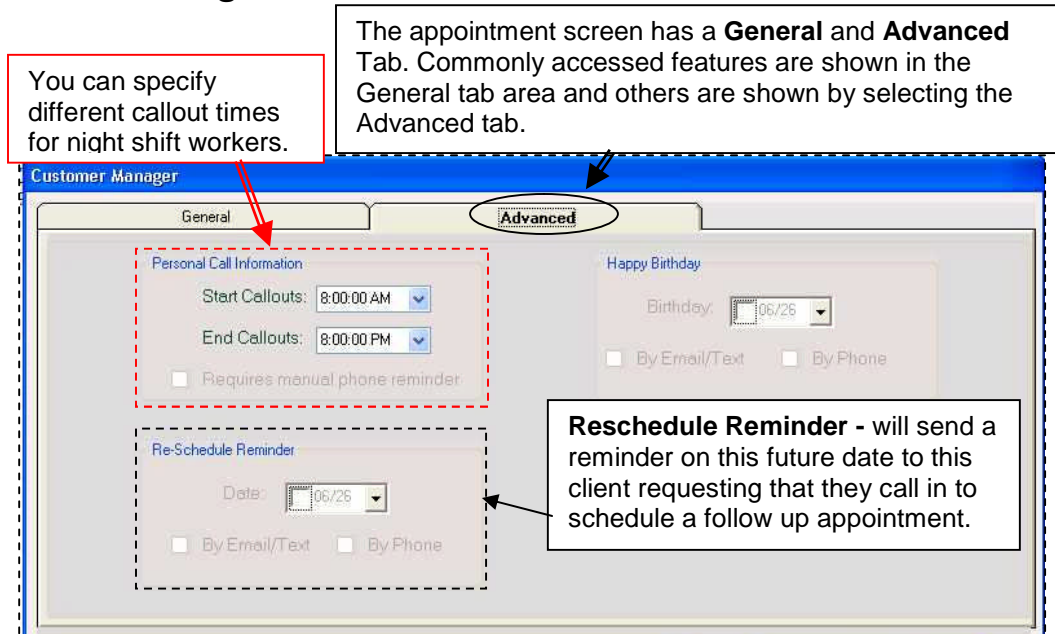 The appointment screen has a General and Advanced
Tab. Commonly accessed features are shown in the
General tab area and others are shown by selecting the
Advanced tab.
You can specify
different callout times
for night shift workers.
Customer Manager
General
Advanced
Personal Call Information
Start Callouts: 8:00:00 AM
End Callouts: 8:00:00 PM
Requires manual phone reminder
Happy Birthday
Birthday: 06/26
By Email/Text By Phone
Reschedule Reminder - will send a
reminder on this future date to this
client requesting that they call in to
schedule a follow up appointment.
Re-Schedule Reminder
Date: 06/26
By Email/Text By Phone